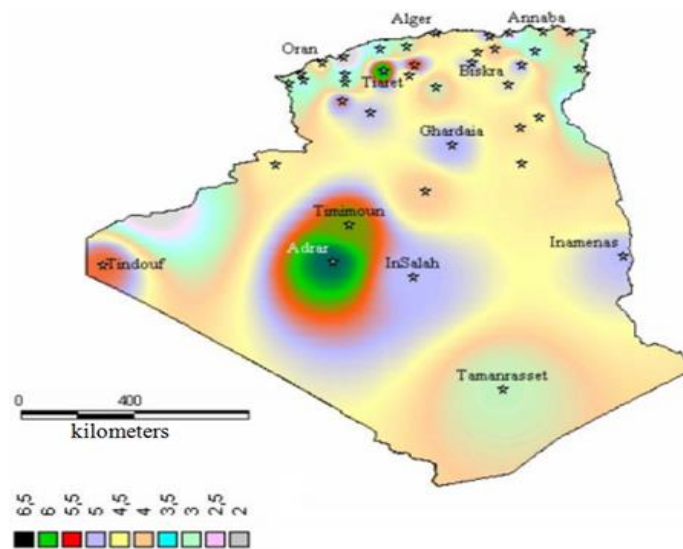 Alger
Annaba
Oran
Tiaret
Biskra
Ghardaia
Timimoun
Adrar
Tindouf
InSalah
Inamenas
Tamanrasset
0 400
kilometers
6,5 6 5,5 5 4,5 4 3,5 3 2,5 2